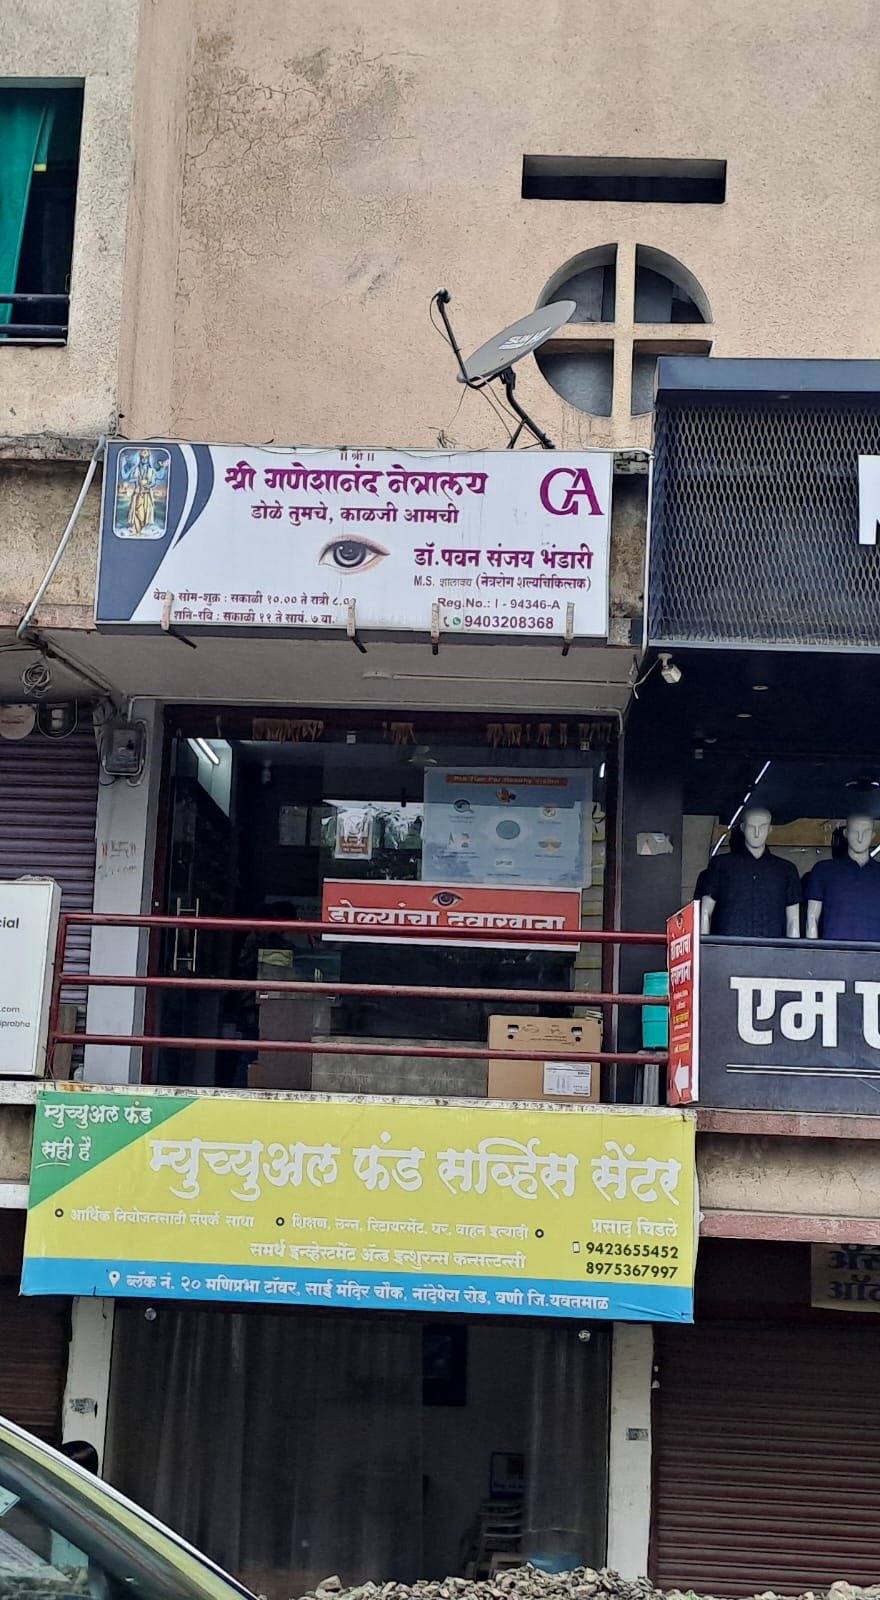 SUN
॥ श्री ॥
श्री गणेशानंद नेत्रालय
GA
डोळे तुमचे, काळजी आमची
डॉ.पवन संजय भंडारी
M.S. शालाक्य (नेत्ररोग शल्यचिकित्सक)
सोम-शुक्र : सकाळी १०.०० ते रात्री
शनि-रवि : सकाळी ११ ते सायं. ७ वा.
Reg.No.: I - 94346-A
9403208368
डोळ्यांचा दवाखाना
डोळ्यांचा
दवाखाना
एम
म्युच्युअल फंड
सही है
म्युच्युअल फंड सर्व्हिस सेंटर
आर्थिक नियोजनसाठी संपर्क साधा
शिक्षण, लग्न, रिटायरमेंट, घर, वाहन इत्यादी
प्रसाद चिडले
समर्थ इन्व्हेस्टमेंट अँन्ड इन्शुरन्स कन्सल्टन्सी
9423655452
8975367997
ब्लॅक नं. २० मणिप्रभा टॉवर, साई मंदिर चौक, नांदेपेरा रोड, वणी जि.यवतमाळ